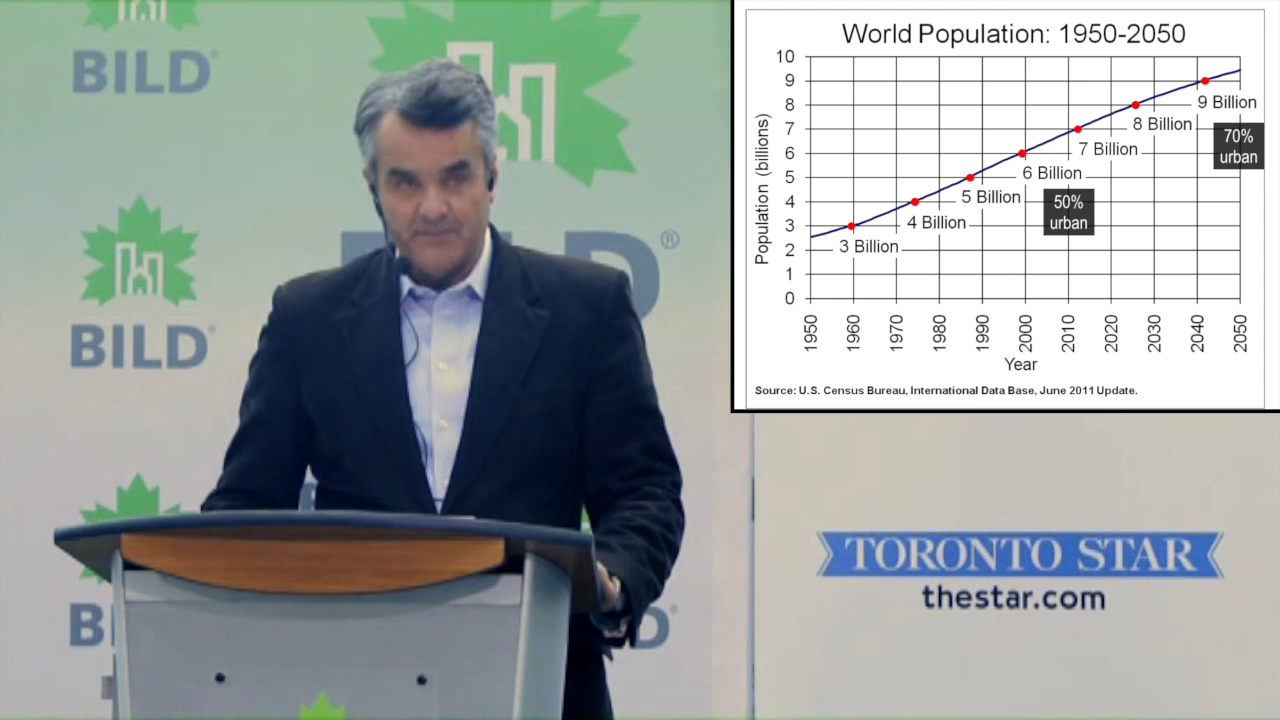 BILD®
BILD®
BILD®
B
D®
World Population: 1950-2050
Population (billions)
10
9
8
7
6
5
4
3
2
1
0
3 Billion
4 Billion
5 Billion
6 Billion
7 Billion
8 Billion
9 Billion
50%
urban
70%
urban
1950
1960
1970
1980
1990
2000
2010
2020
2030
2040
2050
Year
Source: U.S. Census Bureau, International Data Base, June 2011 Update.
TORONTO STAR
thestar.com